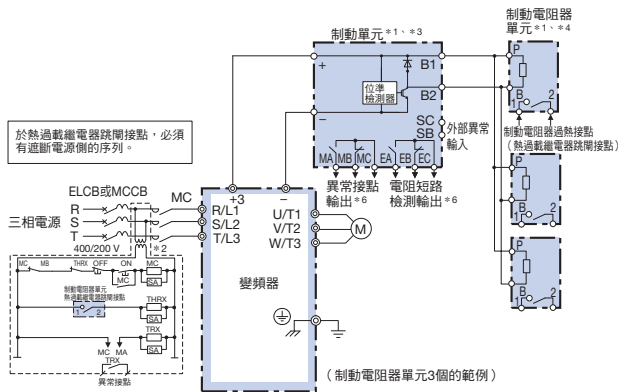 制動電阻器
單元＊1、＊4
制動單元＊1、＊3
P
B
1
2
＋
－
B1
B2
位準
檢測器
SC
SB
外部異常
輸入
MA
MB
MC
EA
EB
EC
異常接點
輸出＊6
電阻短路
檢測輸出＊6
制動電阻器過熱接點
（熱過載繼電器跳閘接點）
P
B
1
2
P
B
1
2
於熱過載繼電器跳閘接點，必須
有遮斷電源側的序列。
ELCB或MCCB
MC
三相電源
R
S
T
400/200 V
＊2
+3
－
R/L1
S/L2
T/L3
U/T1
V/T2
W/T3
M
變頻器
MC
MB
THRX
OFF
ON
MC
MC
SA
制動電阻器單元
熱過載繼電器跳閘接點
1
2
THRX
SA
TRX
SA
MC
MA
TRX
異常接點
（制動電阻器單元3個的範例）